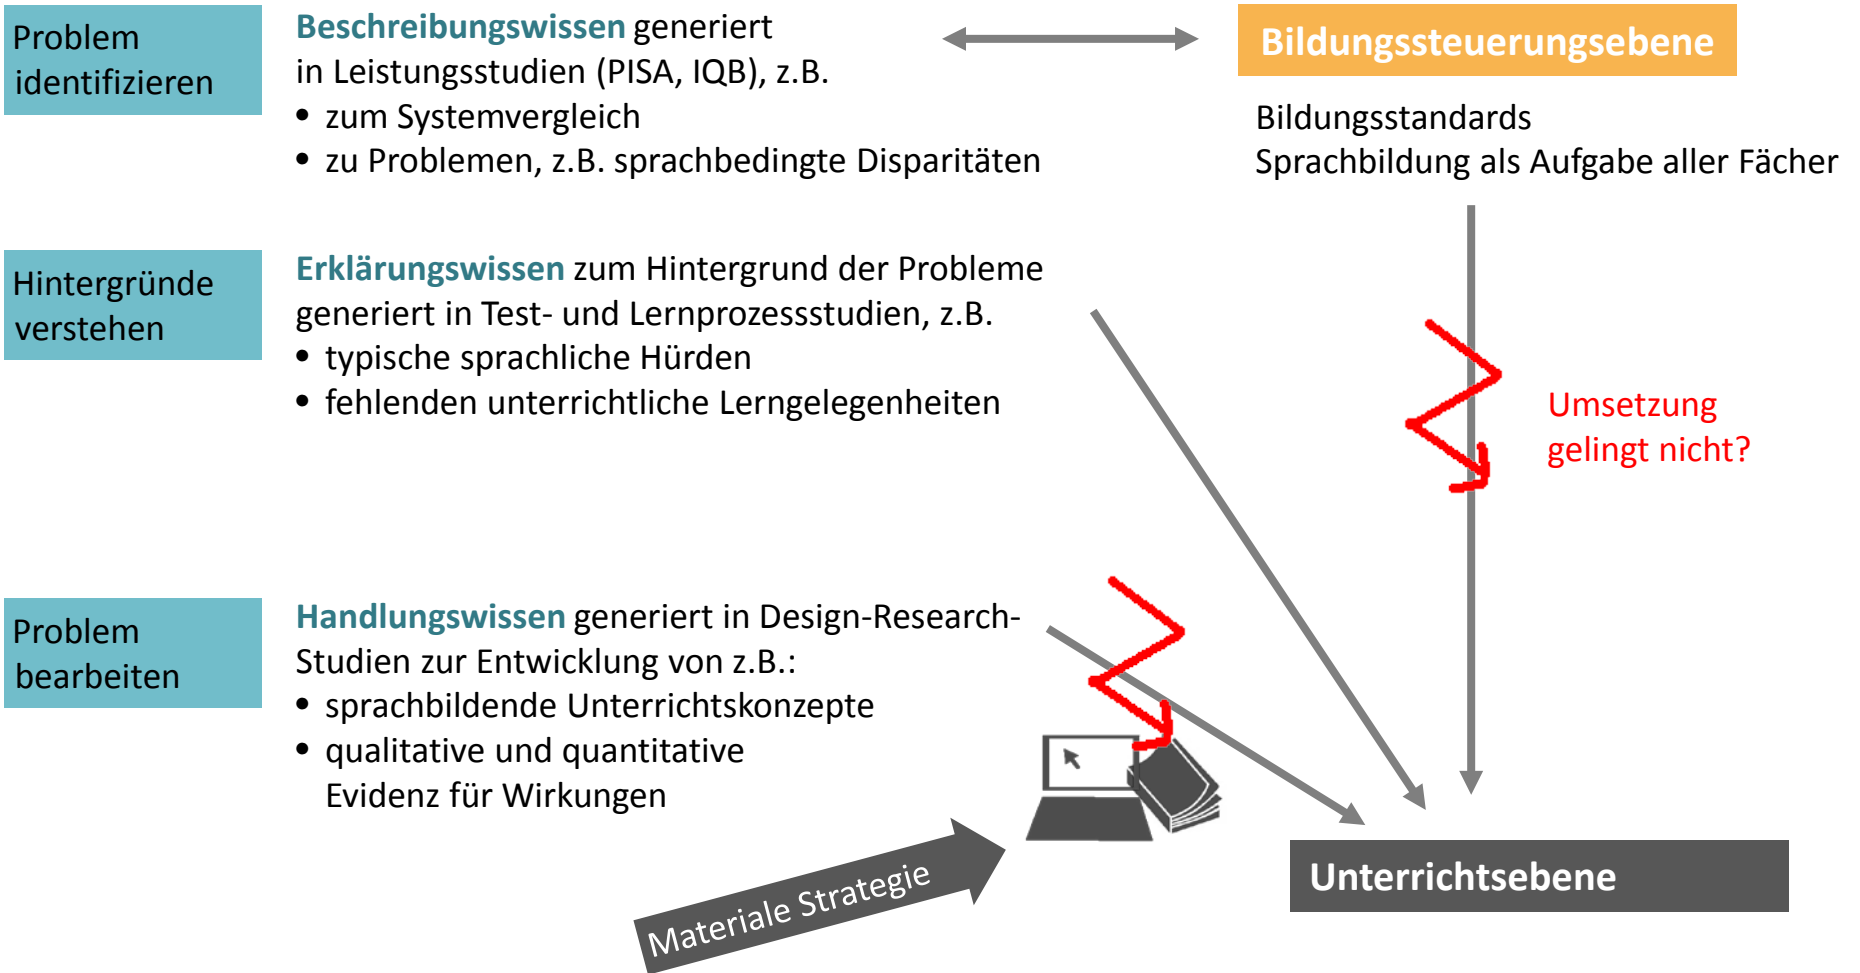 Problem
identifizieren
Beschreibungswissen generiert
in Leistungsstudien (PISA, IQB), z.B.
• zum Systemvergleich
• zu Problemen, z.B. sprachbedingte Disparitäten
Bildungssteuerungsebene
Bildungsstandards
Sprachbildung als Aufgabe aller Fächer
Hintergründe
verstehen
Erklärungswissen zum Hintergrund der Probleme
generiert in Test- und Lernprozessstudien, z.B.
• typische sprachliche Hürden
• fehlenden unterrichtliche Lerngelegenheiten
Umsetzung
gelingt nicht?
Problem
bearbeiten
Handlungswissen generiert in Design-Research-
Studien zur Entwicklung von z.B.:
• sprachbildende Unterrichtskonzepte
• qualitative und quantitative
Evidenz für Wirkungen
Materiale Strategie
Unterrichtsebene